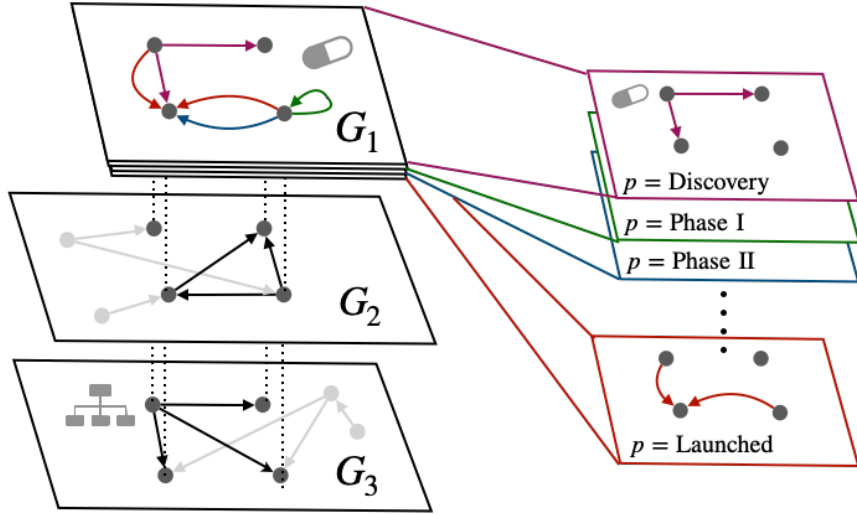 G1
p = Discovery
p = Phase I
p = Phase II
G2
p = Launched
G3